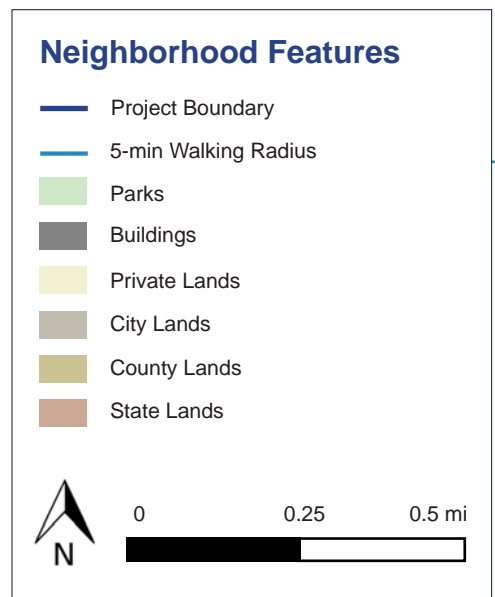 Neighborhood Features
Project Boundary
5-min Walking Radius
Parks
Buildings
Private Lands
City Lands
County Lands
State Lands
0 0.25 0.5 mi
N